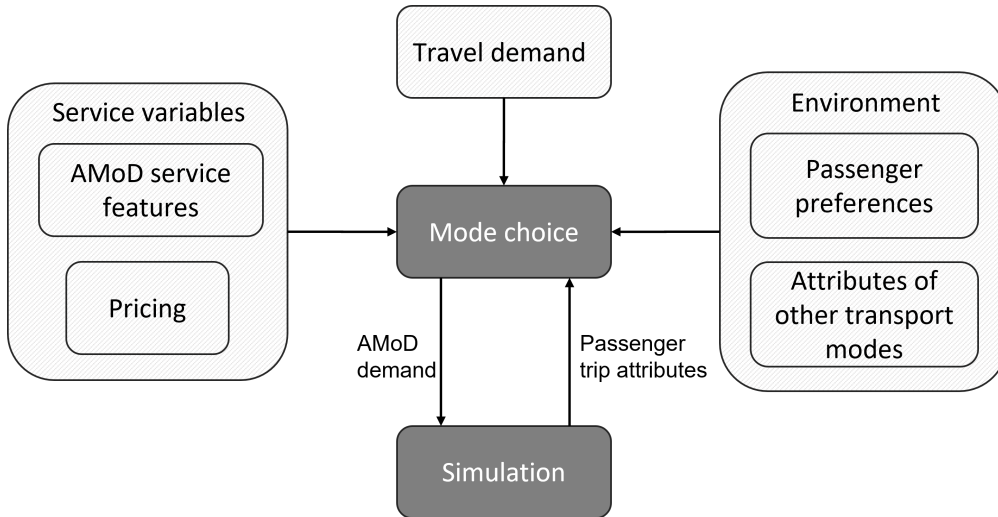 Travel demand
Service variables
AMoD service
features
Pricing
Mode choice
Environment
Passenger
preferences
Attributes of
other transport
modes
AMoD
demand
Passenger
trip attributes
Simulation